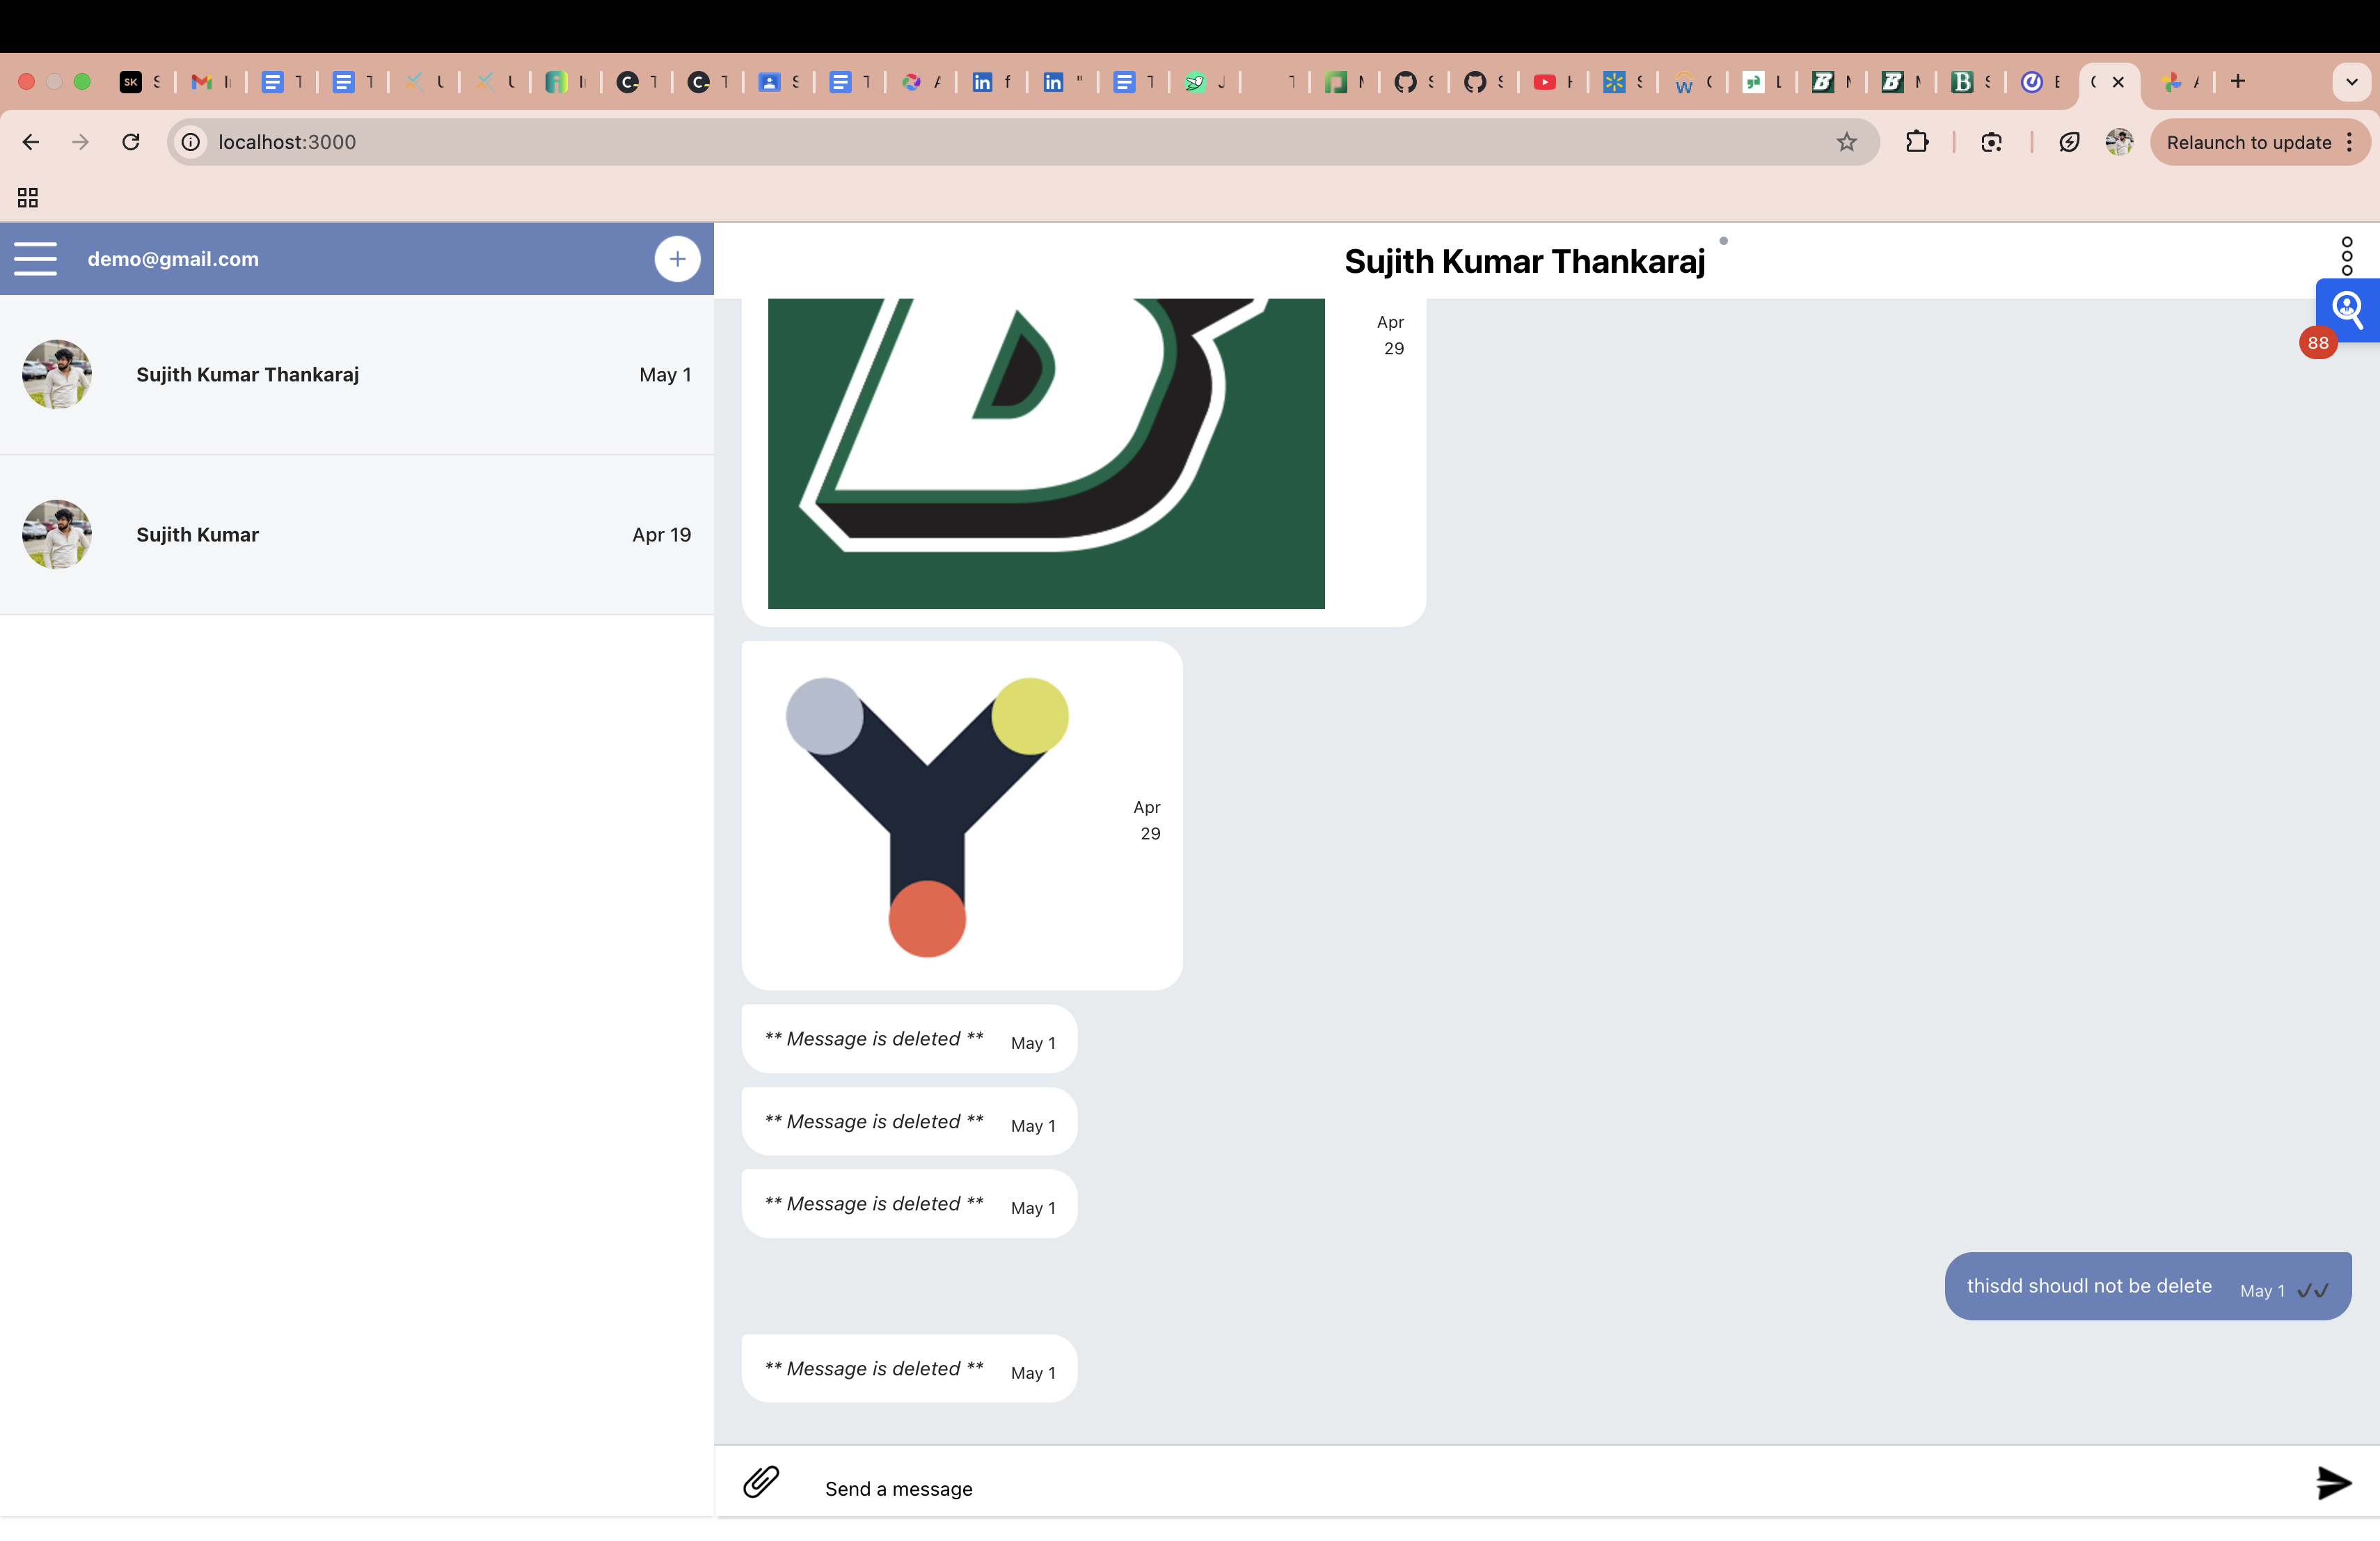 localhost:3000
Relaunch to update
demo@gmail.com
Sujith Kumar Thankaraj
Sujith Kumar Thankaraj May 1
Sujith Kumar Apr 19
88
Apr
29
Apr
29
** Message is deleted ** May 1
** Message is deleted ** May 1
** Message is deleted ** May 1
thisdd shoudl not be delete May 1
** Message is deleted ** May 1
Send a message